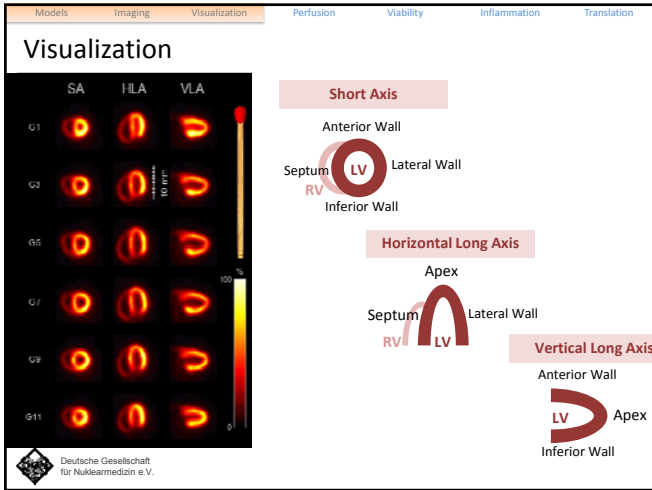 Models Imaging Visualization Perfusion Viability Inflammation Translation
Visualization
SA HLA VLA
G1
G3
10 mm
G5
G7
G9
G11
%
100
0
Short Axis
Anterior Wall
Septum LV Lateral Wall
RV
Inferior Wall
Horizontal Long Axis
Apex
Septum Lateral Wall
RV LV
Vertical Long Axis
Anterior Wall
LV Apex
Inferior Wall
Deutsche Gesellschaft
für Nuklearmedizin e.V.